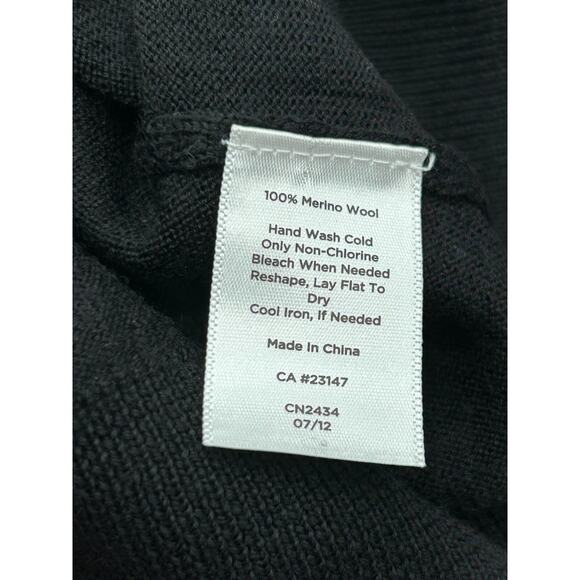 100% Merino Wool
Hand Wash Cold
Only Non-Chlorine
Bleach When Needed
Reshape, Lay Flat To
Dry
Cool Iron, If Needed
Made In China
CA #23147
CN2434
07/12